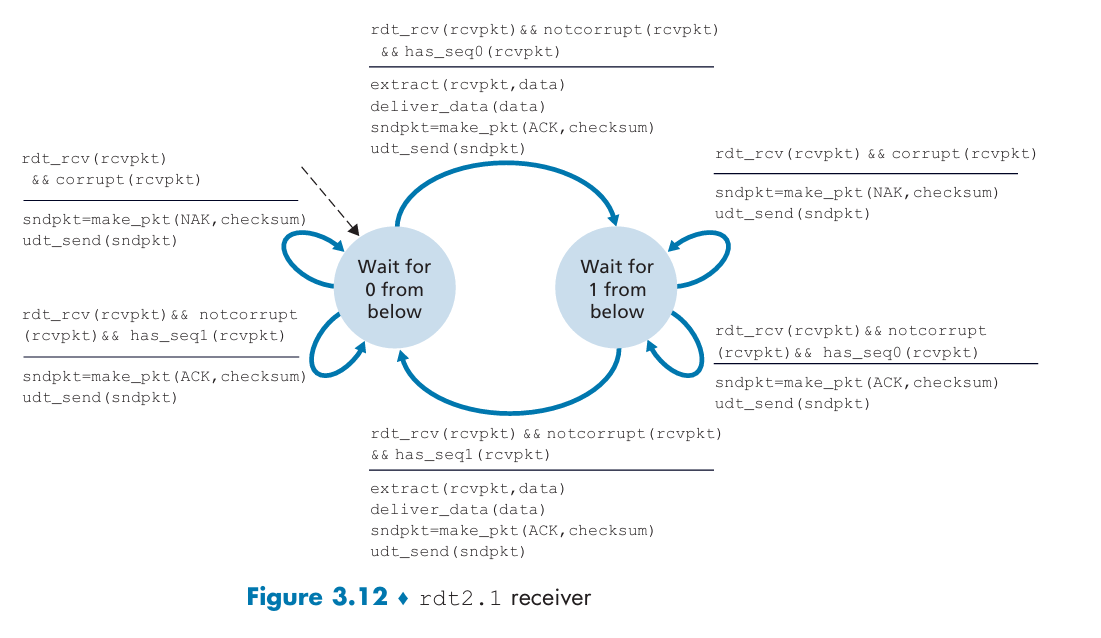 rdt_rcv(rcvpkt) && notcorrupt(rcvpkt)
&& has_seq0(rcvpkt)
extract(rcvpkt,data)
deliver_data(data)
sndpkt=make_pkt(ACK,checksum)
udt_send(sndpkt)
rdt_rcv(rcvpkt)
&& corrupt(rcvpkt)
sndpkt=make_pkt(NAK,checksum)
udt_send(sndpkt)
rdt_rcv(rcvpkt) && corrupt(rcvpkt)
sndpkt=make_pkt(NAK,checksum)
udt_send(sndpkt)
Wait for
0 from
below
Wait for
1 from
below
rdt_rcv(rcvpkt)&& notcorrupt
(rcvpkt)&& has_seq1(rcvpkt)
sndpkt=make_pkt(ACK,checksum)
udt_send(sndpkt)
rdt_rcv(rcvpkt)&& notcorrupt
(rcvpkt)&& has_seq0(rcvpkt)
sndpkt=make_pkt(ACK,checksum)
udt_send(sndpkt)
rdt_rcv(rcvpkt) && notcorrupt(rcvpkt)
&& has_seq1(rcvpkt)
extract(rcvpkt,data)
deliver_data(data)
sndpkt=make_pkt(ACK,checksum)
udt_send(sndpkt)
Figure 3.12 ♦ rdt2.1 receiver